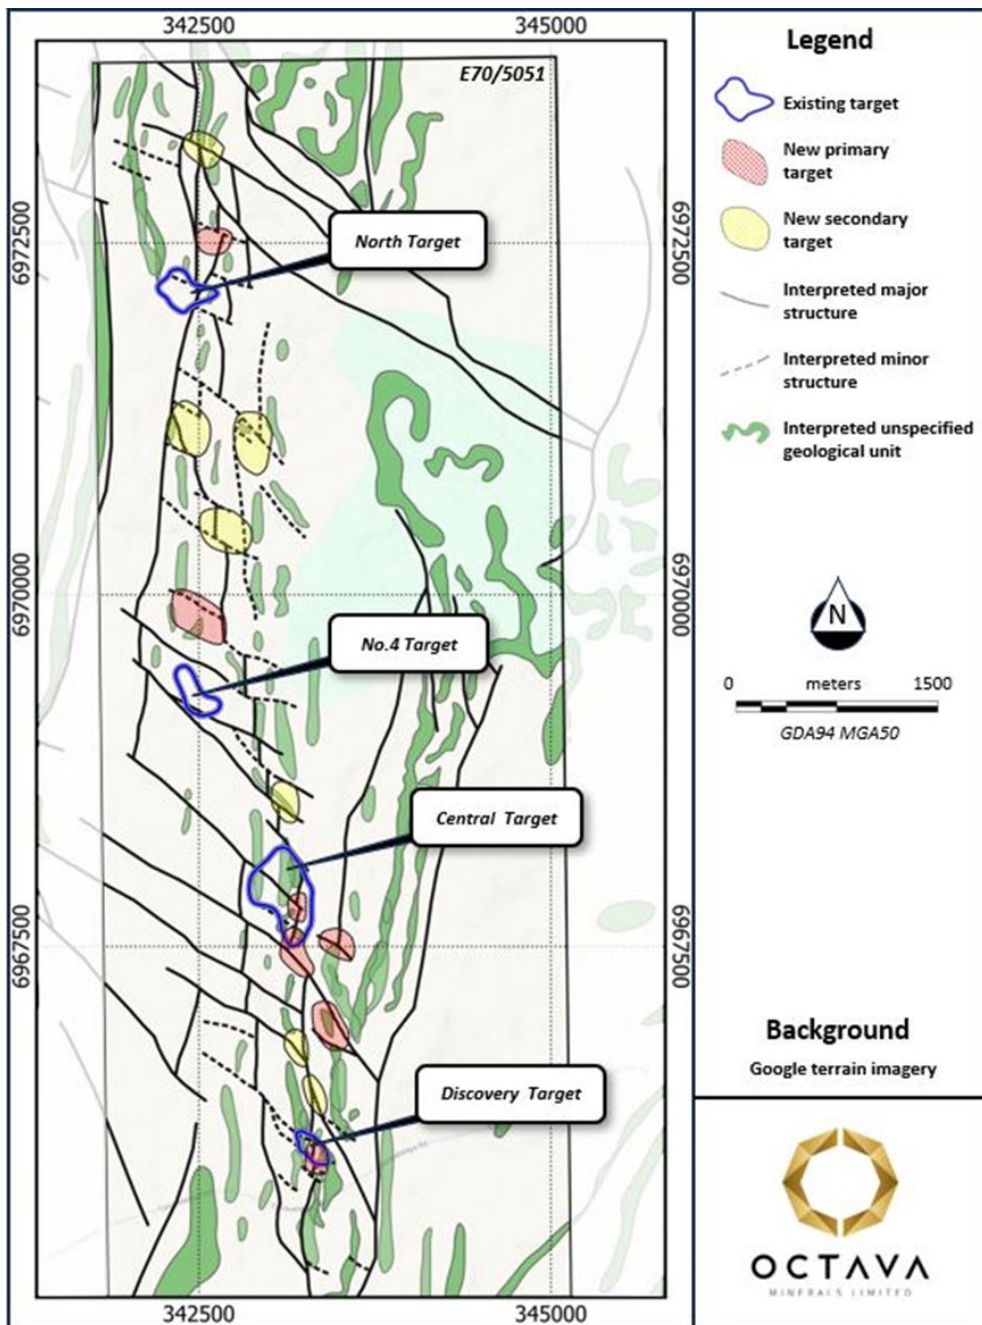 342500
345000
E70/5051
6972500
6972500
North Target
6970000
6970000
No.4 Target
Central Target
6967500
6967500
Discovery Target
342500
345000
Legend
Existing target
New primary
target
New secondary
target
Interpreted major
structure
Interpreted minor
structure
Interpreted unspecified
geological unit
N
0 meters 1500
GDA94 MGA50
Background
Google terrain imagery
OCTAVA
MINERALS LIMITED